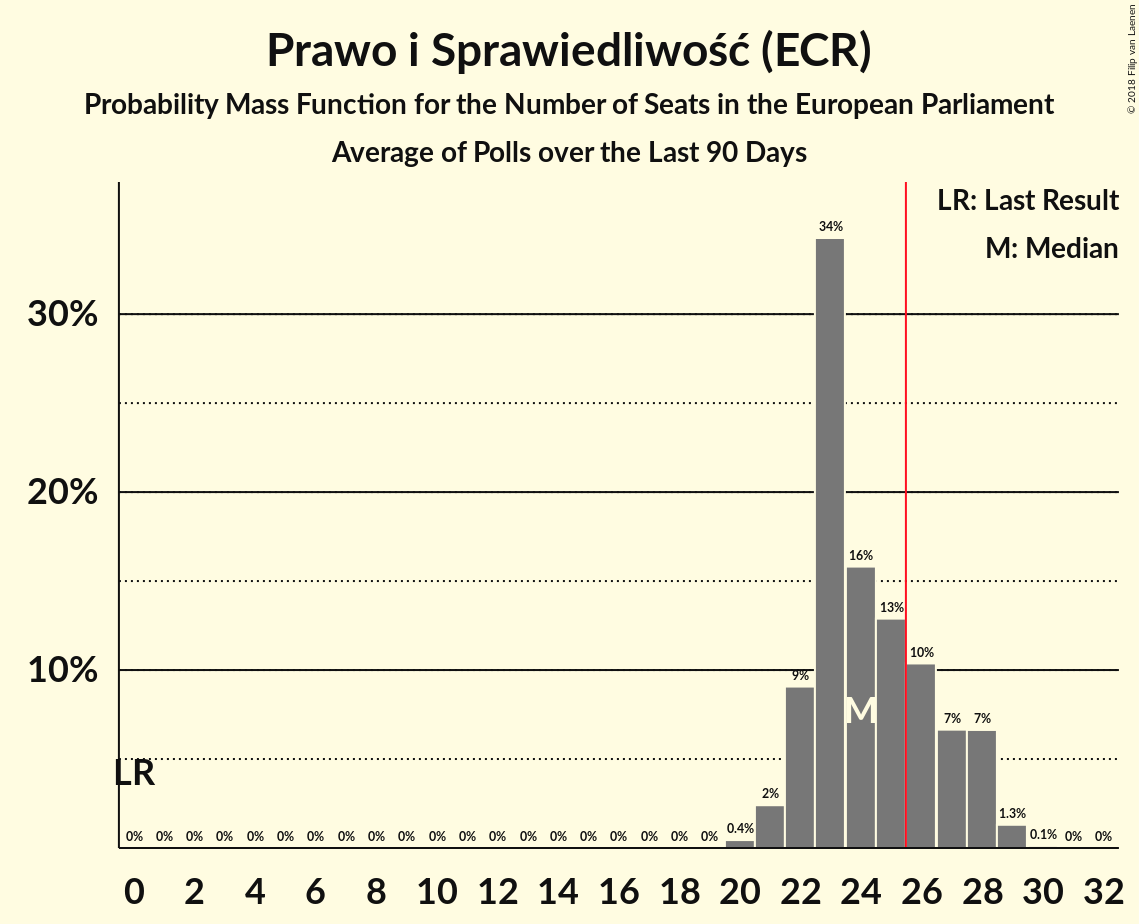 Prawo i Sprawiedliwość (ECR)
Probability Mass Function for the Number of Seats in the European Parliament
Average of Polls over the Last 90 Days
© 2018 Filip van Laenen
LR: Last Result
M: Median
34%
30%
20%
16%
13%
10%
10%
9%
M
7% 7%
LR
2%
1.3%
0% 0% 0% 0% 0% 0% 0% 0% 0% 0% 0% 0% 0% 0% 0% 0% 0% 0% 0% 0% 0.4% 0.1% 0% 0%
0 2 4 6 8 10 12 14 16 18 20 22 24 26 28 30 32